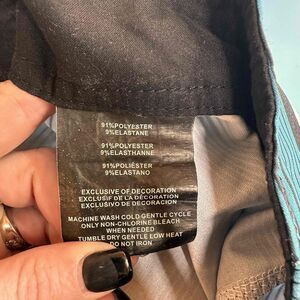 91%POLYESTER
9%ELASTANE
91%POLYESTER
9%ELASTHANNE
91%POLIÉSTER
9%ELASTANO
EXCLUSIVE OF DECORATION
EXCLUSIF DE LA DÉCORATION
EXCLUSIVO DE DECORACIÓN
MACHINE WASH COLD GENTLE CYCLE
ONLY NON-CHLORINE BLEACH
WHEN NEEDED
TUMBLE DRY GENTLE LOW HEAT
DO NOT IRON